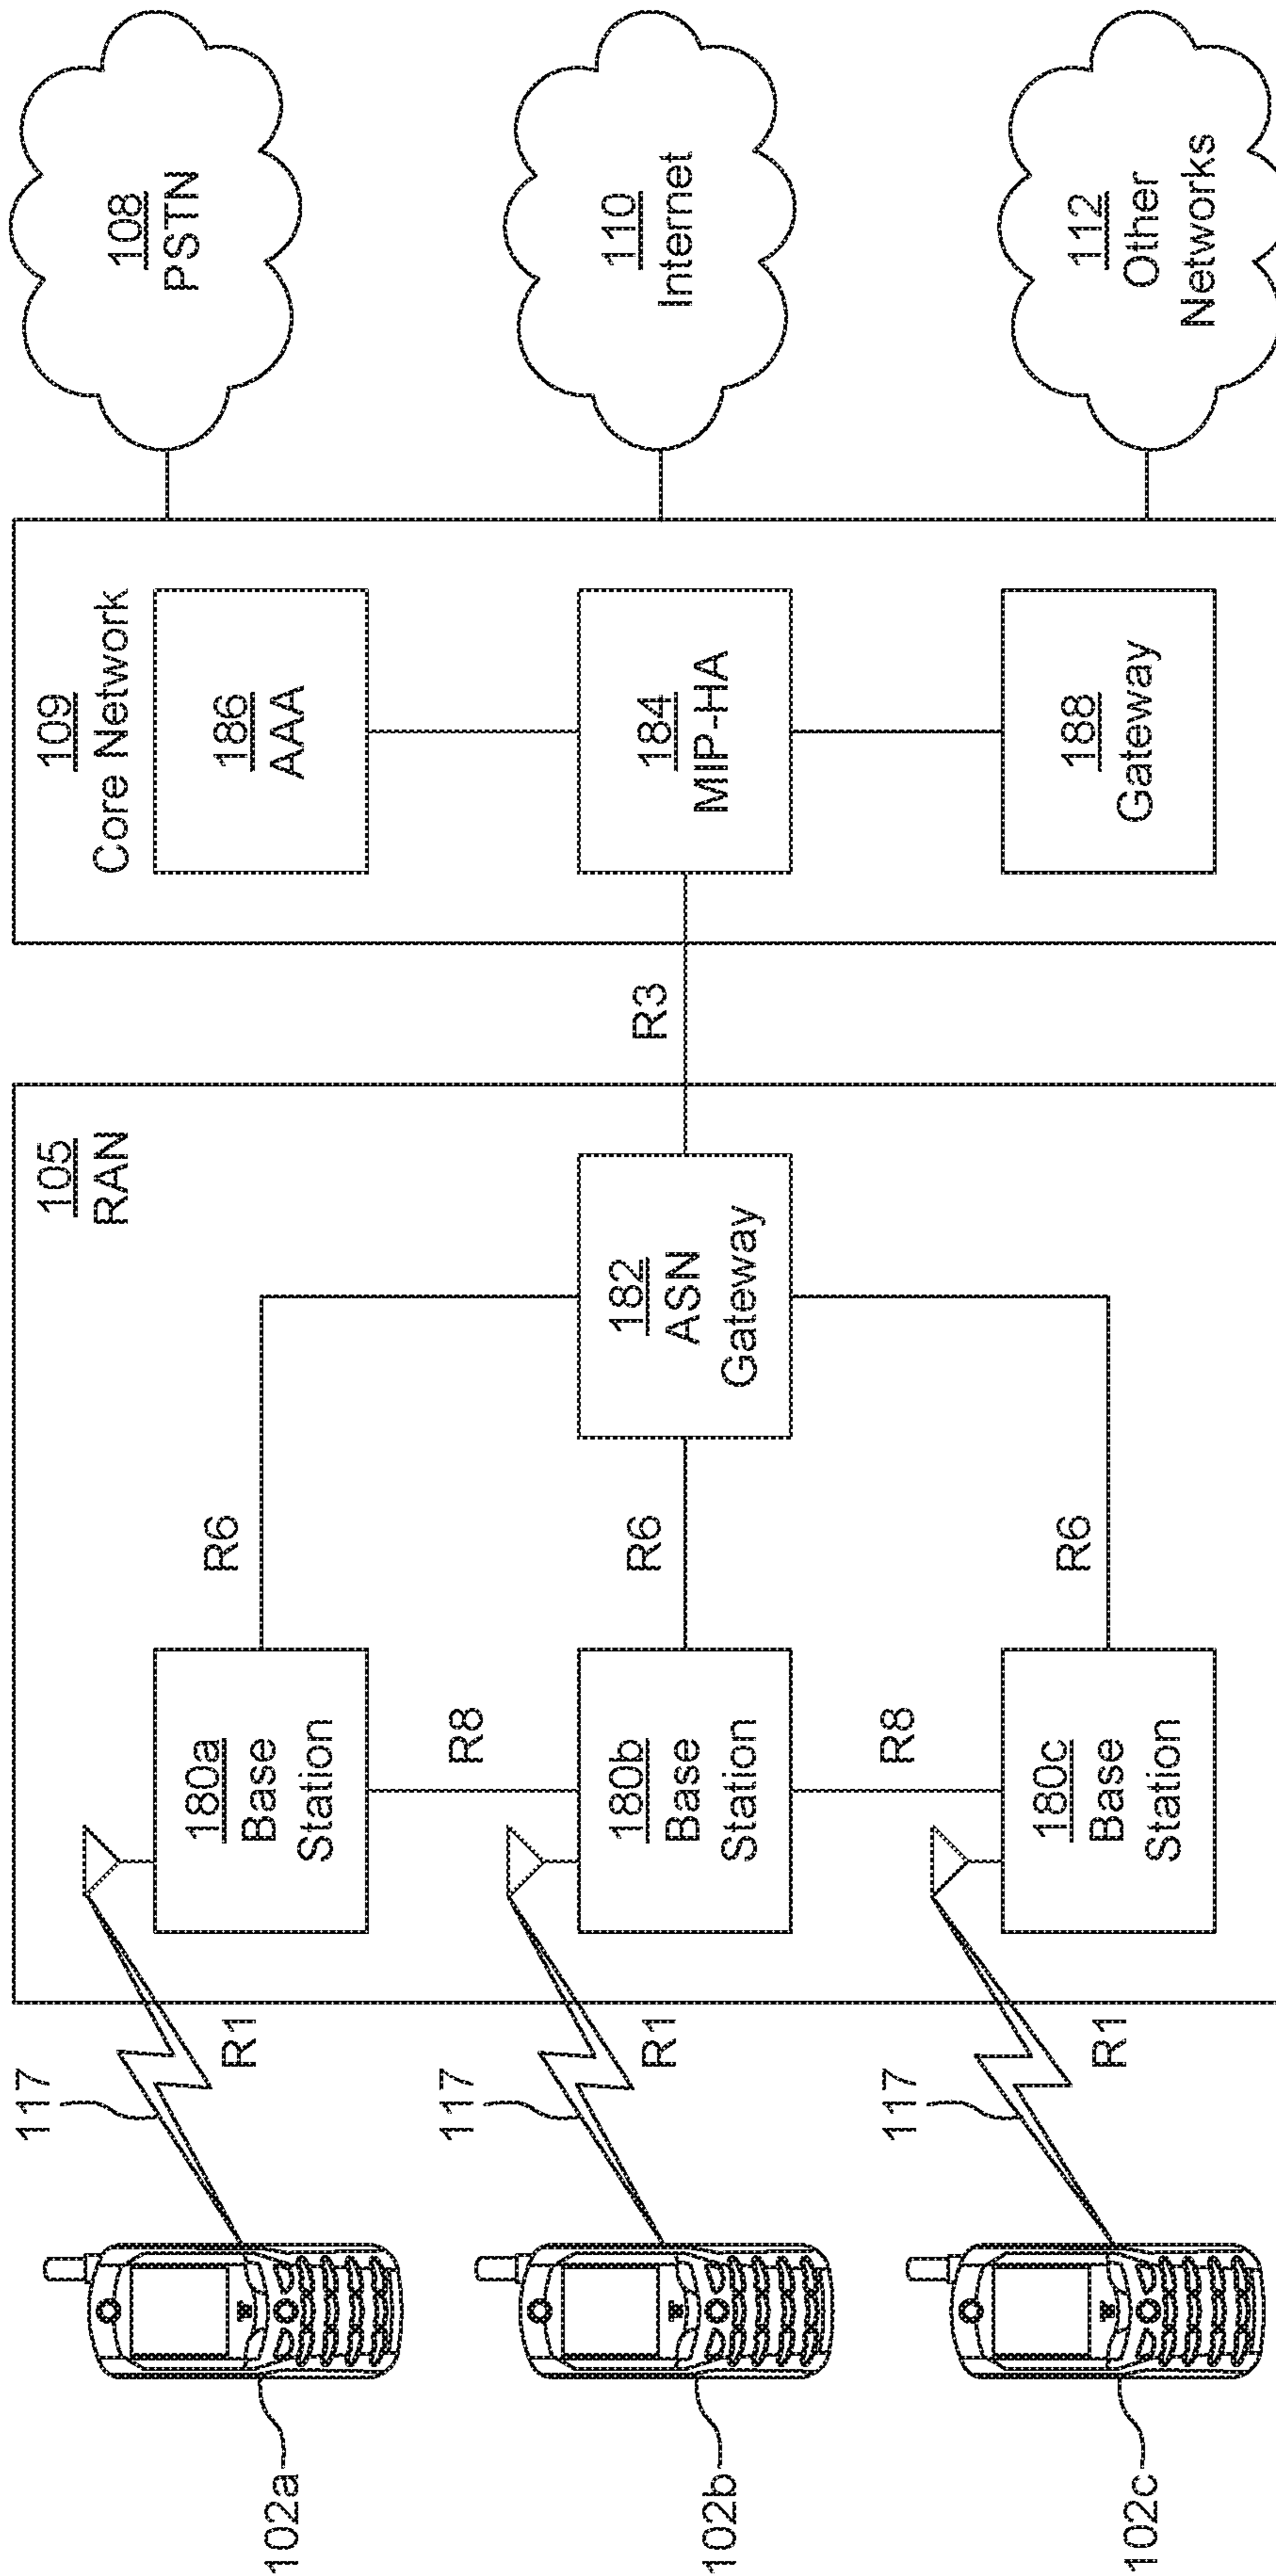 102a
102b
102c
117
117
117
R1
R1
R1
105
RAN
180a
Base
Station
R8
180b
Base
Station
R8
180c
Base
Station
R6
R6
R6
182
ASN
Gateway
R3
109
Core Network
186
AAA
184
MIP-HA
188
Gateway
108
PSTN
110
Internet
112
Other
Networks